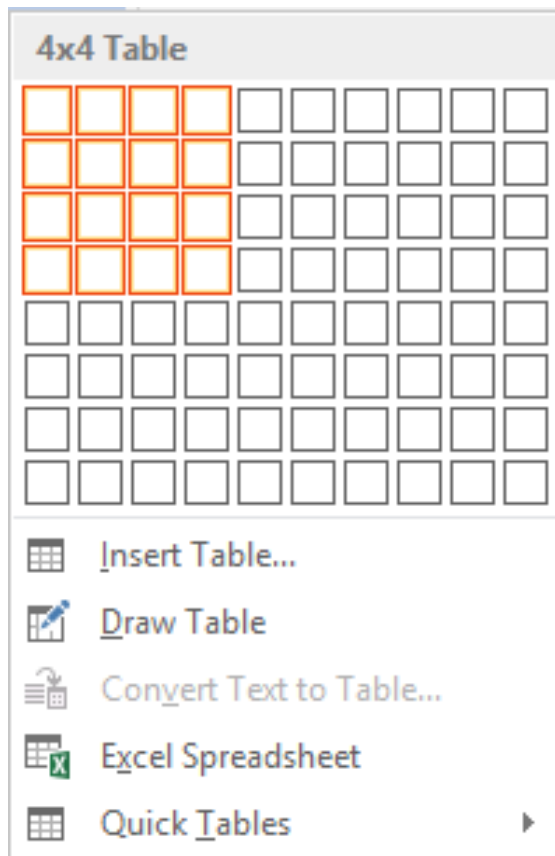 4x4 Table
Insert Table...
Draw Table
Convert Text to Table...
Excel Spreadsheet
Quick Tables